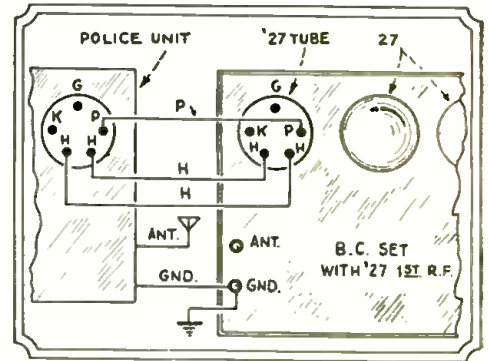 POLICE UNIT
'27 TUBE
27
G
P
K
H
H
P
G
K
P
H
H
H
H
ANT.
GND.
ANT.
GND.
B.C. SET
WITH '27 1ST R.F.